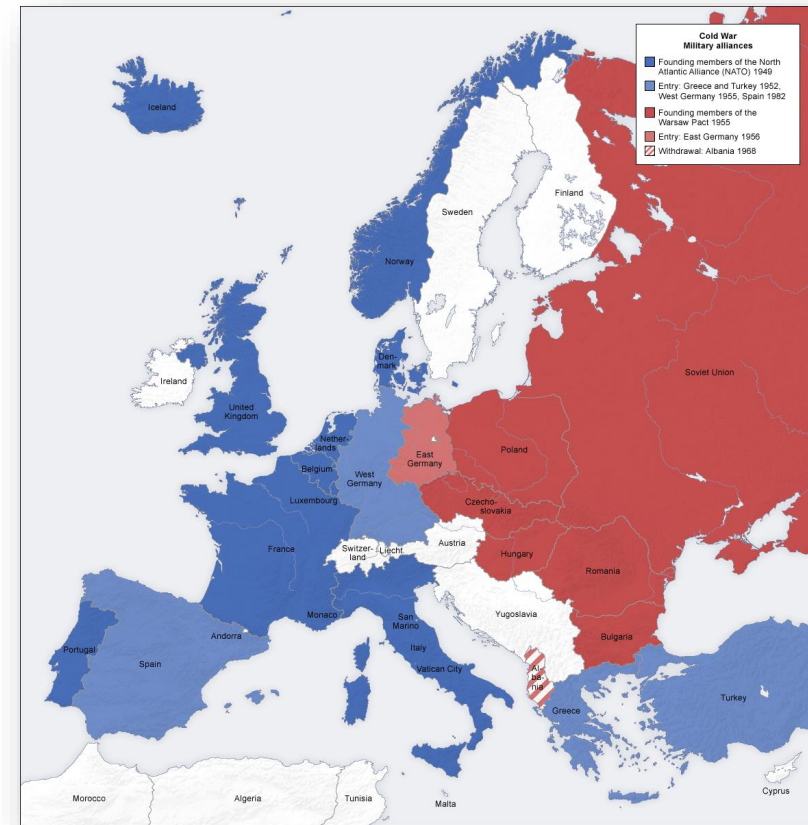 Cold War
Military alliances
Founding members of the North
Atlantic Alliance (NATO) 1949
Entry: Greece and Turkey 1952,
West Germany 1955, Spain 1982
Founding members of the
Warsaw Pact 1955
Entry: East Germany 1956
Withdrawal: Albania 1968
Iceland
Sweden
Finland
Norway
Ireland
United
Kingdom
Den-
mark
Soviet Union
Nether-
lands
Belgium
Luxembourg
West
Germany
East
Germany
Poland
Czecho-
slovakia
France
Switzer-
land
Liecht
Austria
Hungary
Romania
Yugoslavia
Monaco
San
Marino
Italy
Vatican City
Bulgaria
Andorra
Portugal
Spain
Al-
ba-
nia
Greece
Turkey
Morocco
Algeria
Tunisia
Malta
Cyprus